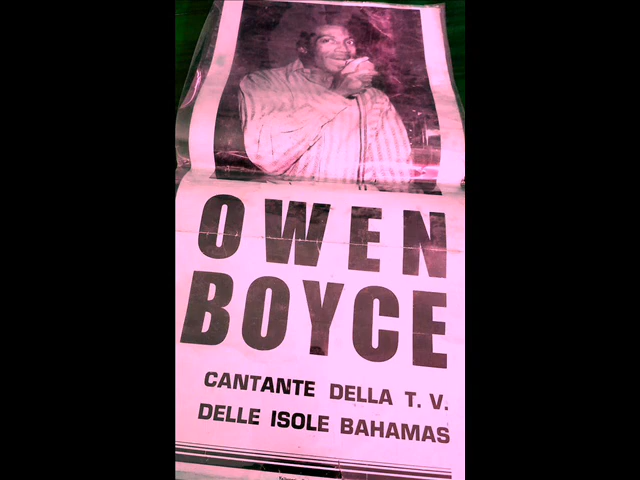 OWEN
BOYCE
CANTANTE DELLA T. V.
DELLE ISOLE BAHAMAS